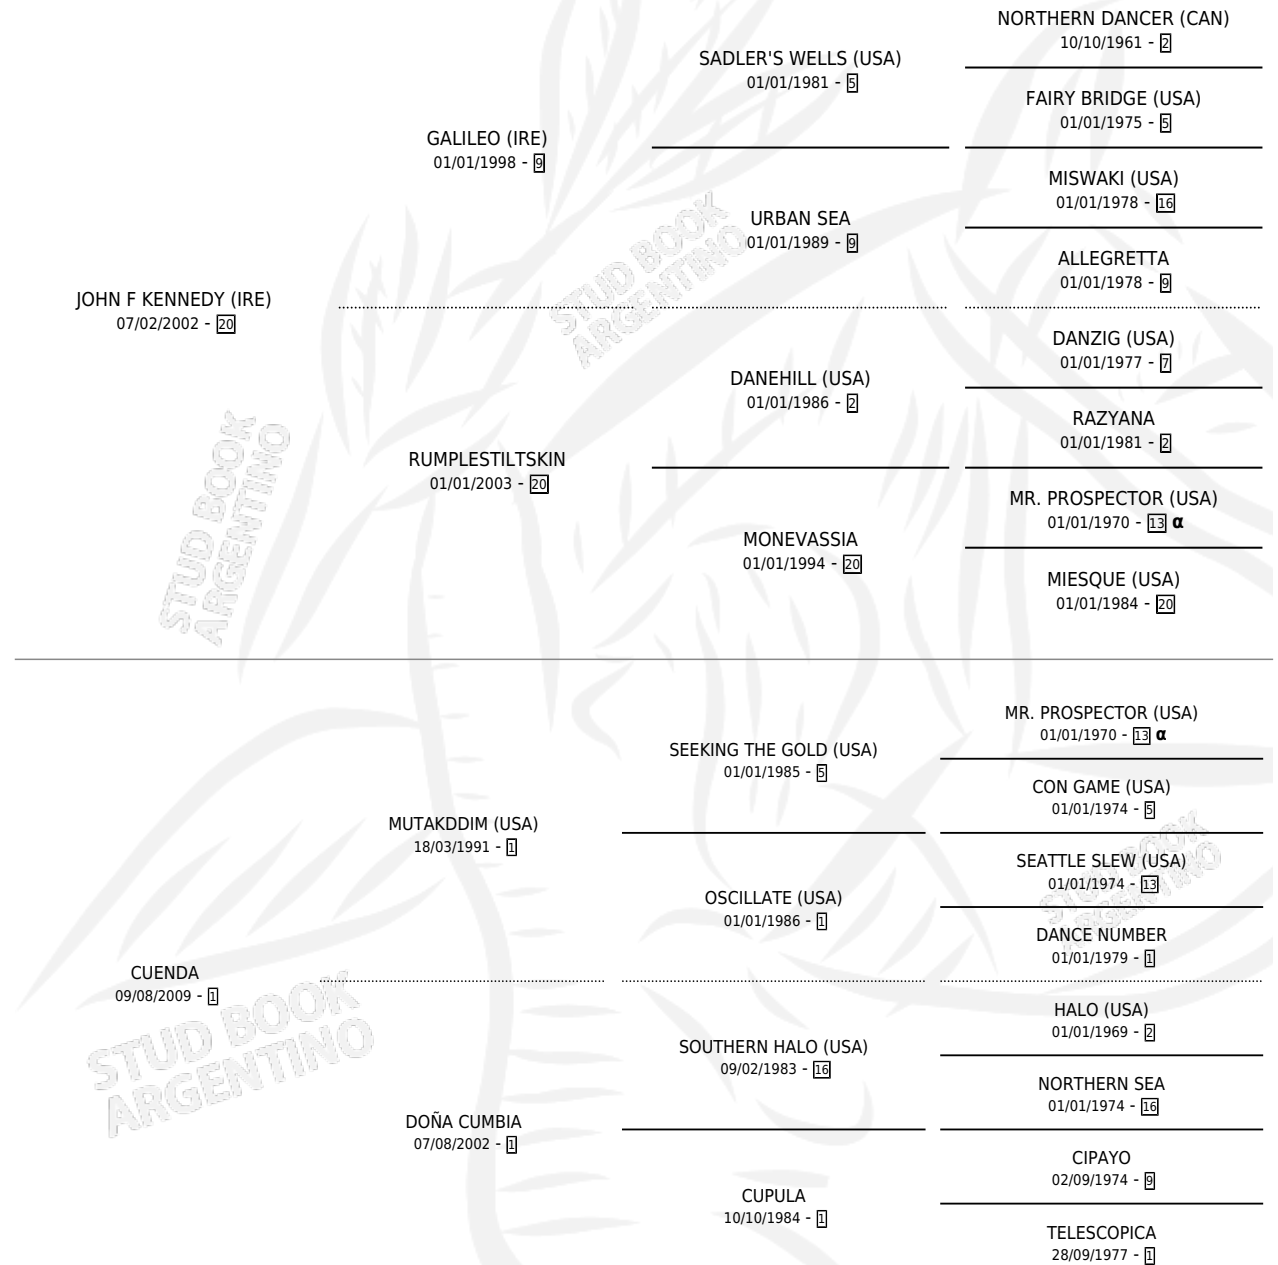 NORTHERN DANCER (CAN)
10/10/1961 - 2
SADLER'S WELLS (USA)
01/01/1981 - 5
FAIRY BRIDGE (USA)
01/01/1975 - 5
GALILEO (IRE)
01/01/1998 - 9
MISWAKI (USA)
01/01/1978 - 16
URBAN SEA
01/01/1989 - 9
ALLEGRETTA
01/01/1978 - 9
JOHN F KENNEDY (IRE)
07/02/2002 - 20
DANZIG (USA)
01/01/1977 - 7
DANEHILL (USA)
01/01/1986 - 2
RAZYANA
01/01/1981 - 2
RUMPLESTILTSKIN
01/01/2003 - 20
MR. PROSPECTOR (USA)
01/01/1970 - 13 α
MONEVASSIA
01/01/1994 - 20
MIESQUE (USA)
01/01/1984 - 20
MR. PROSPECTOR (USA)
01/01/1970 - 13 α
SEEKING THE GOLD (USA)
01/01/1985 - 5
CON GAME (USA)
01/01/1974 - 5
MUTAKDDIM (USA)
18/03/1991 - 1
SEATTLE SLEW (USA)
01/01/1974 - 13
OSCILLATE (USA)
01/01/1986 - 1
DANCE NUMBER
01/01/1979 - 1
CUENDA
09/08/2009 - 1
HALO (USA)
01/01/1969 - 2
SOUTHERN HALO (USA)
09/02/1983 - 16
NORTHERN SEA
01/01/1974 - 16
DOÑA CUMBIA
07/08/2002 - 1
CIPAYO
02/09/1974 - 9
CUPULA
10/10/1984 - 1
TELESCOPICA
28/09/1977 - 1
STUD BOOK
ARGENTINO
STUD BOOK
ARGENTINO
STUD BOOK
ARGENTINO
STUD BOOK
ARGENTINO